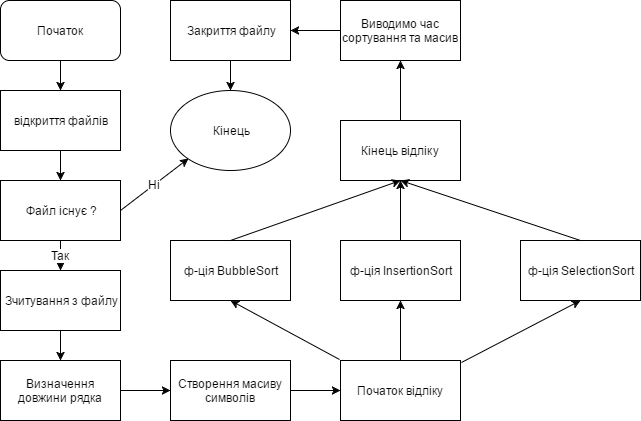 Початок
Закриття файлу
Виводимо час
сортування та масив
відкриття файлів
Кінець
Кінець відліку
Ні
Файл існує ?
Так
ф-ція BubbleSort
ф-ція InsertionSort
ф-ція SelectionSort
Зчитування з файлу
Визначення
довжини рядка
Створення масиву
символів
Початок відліку